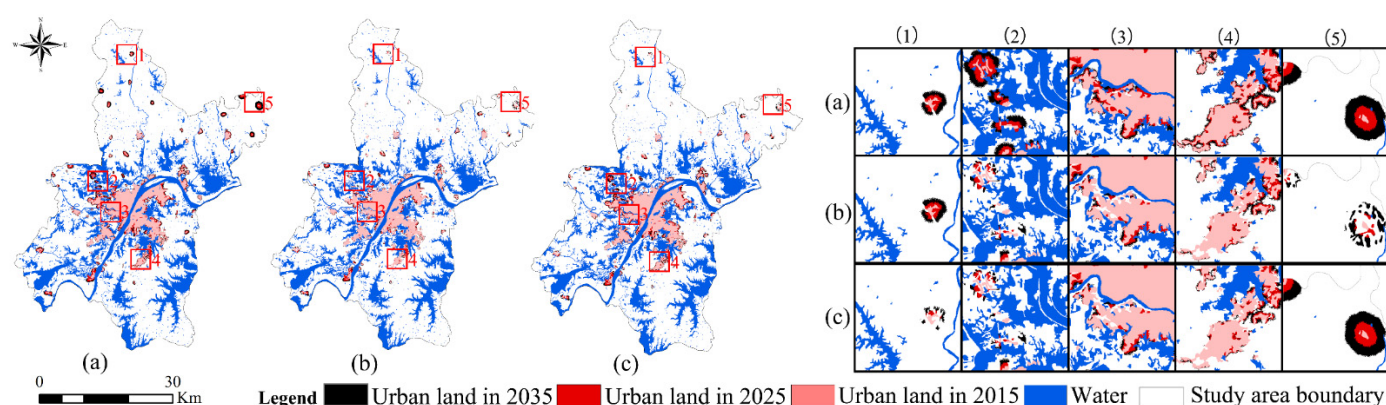 N
W E
S
1
5
2
3
4
(a)
1
5
2
3
4
(b)
1
5
2
3
4
(c)
0 30
Km
(1) (2) (3) (4) (5)
(a)
(b)
(c)
Legend Urban land in 2035 Urban land in 2025 Urban land in 2015 Water Study area boundary